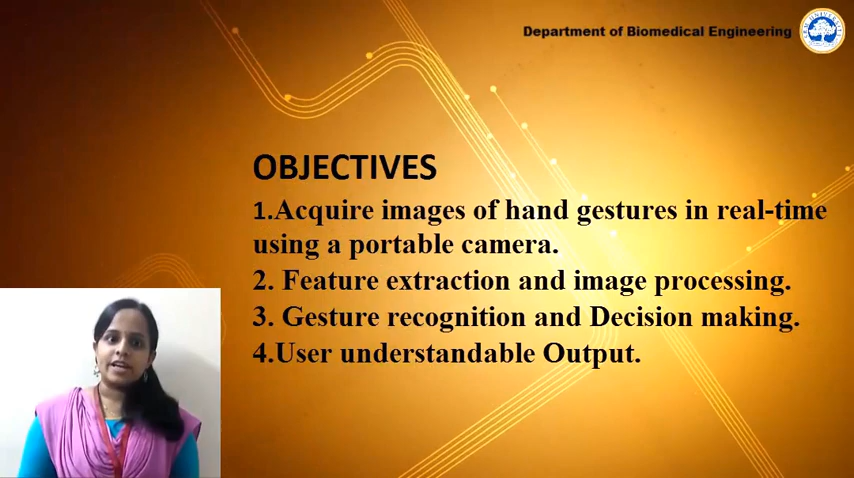 Department of Biomedical Engineering
OBJECTIVES
1.Acquire images of hand gestures in real-time
using a portable camera.
2. Feature extraction and image processing.
3. Gesture recognition and Decision making.
4.User understandable Output.